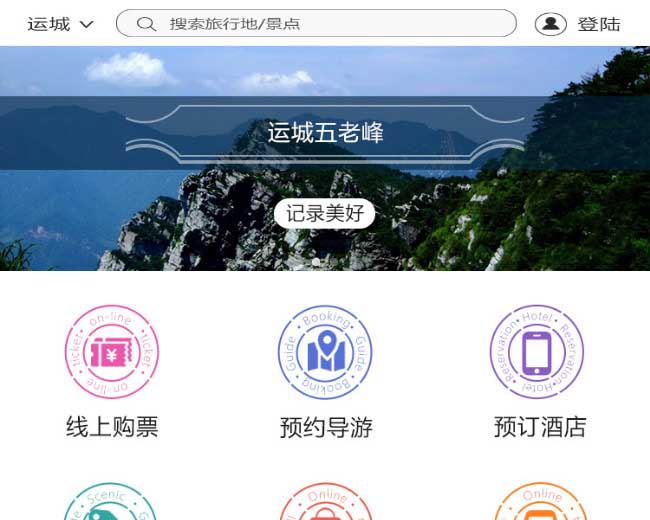 运城
搜索旅行地/景点
登陆
运城五老峰
记录美好
on-line
ticket
on-line
ticket
线上购票
Booking
Guide
Booking
Guide
预约导游
Hotel
Reservation
Hotel
Reservation
预订酒店
Scenic
Online
Online